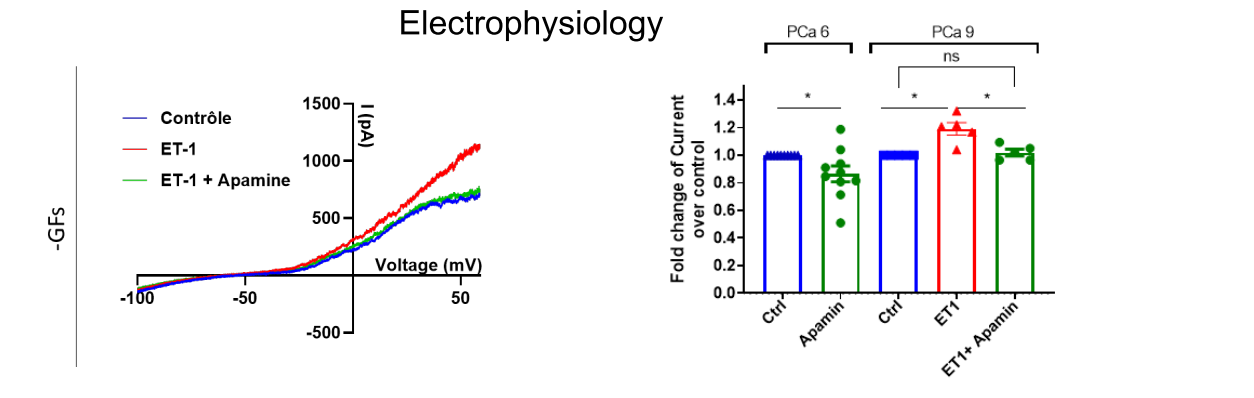 Electrophysiology
-GFs
Contrôle
ET-1
ET-1 + Apamine
1500
1000
500
-500
I (pA)
Voltage (mV)
-100
-50
50
PCa 6
PCa 9
ns
*
*
*
Fold change of Current
over control
1.4
1.2
1.0
0.8
0.6
0.4
0.2
0.0
Ctrl
Apamin
Ctrl
ET1
ET1+ Apamin